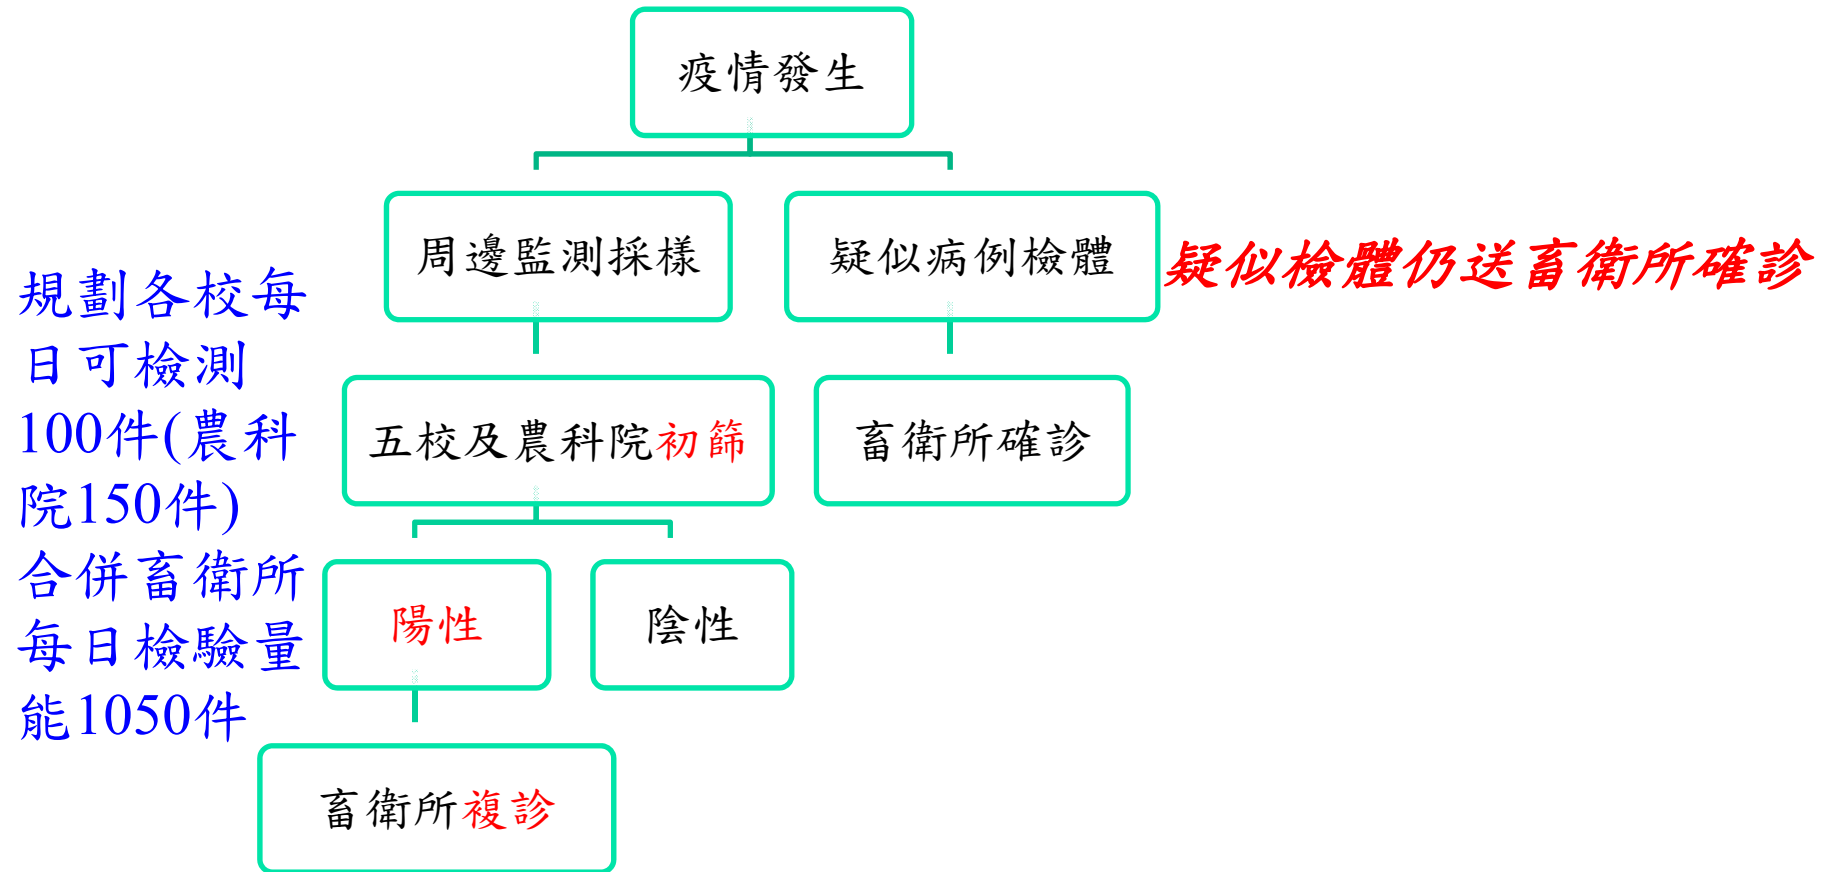 疫情發生
周邊監測採樣
疑似病例檢體
疑似檢體仍送畜衛所確診
規劃各校每
日可檢測
100件(農科
院150件)
合併畜衛所
每日檢驗量
能1050件
五校及農科院初篩
畜衛所確診
陽性
陰性
畜衛所複診